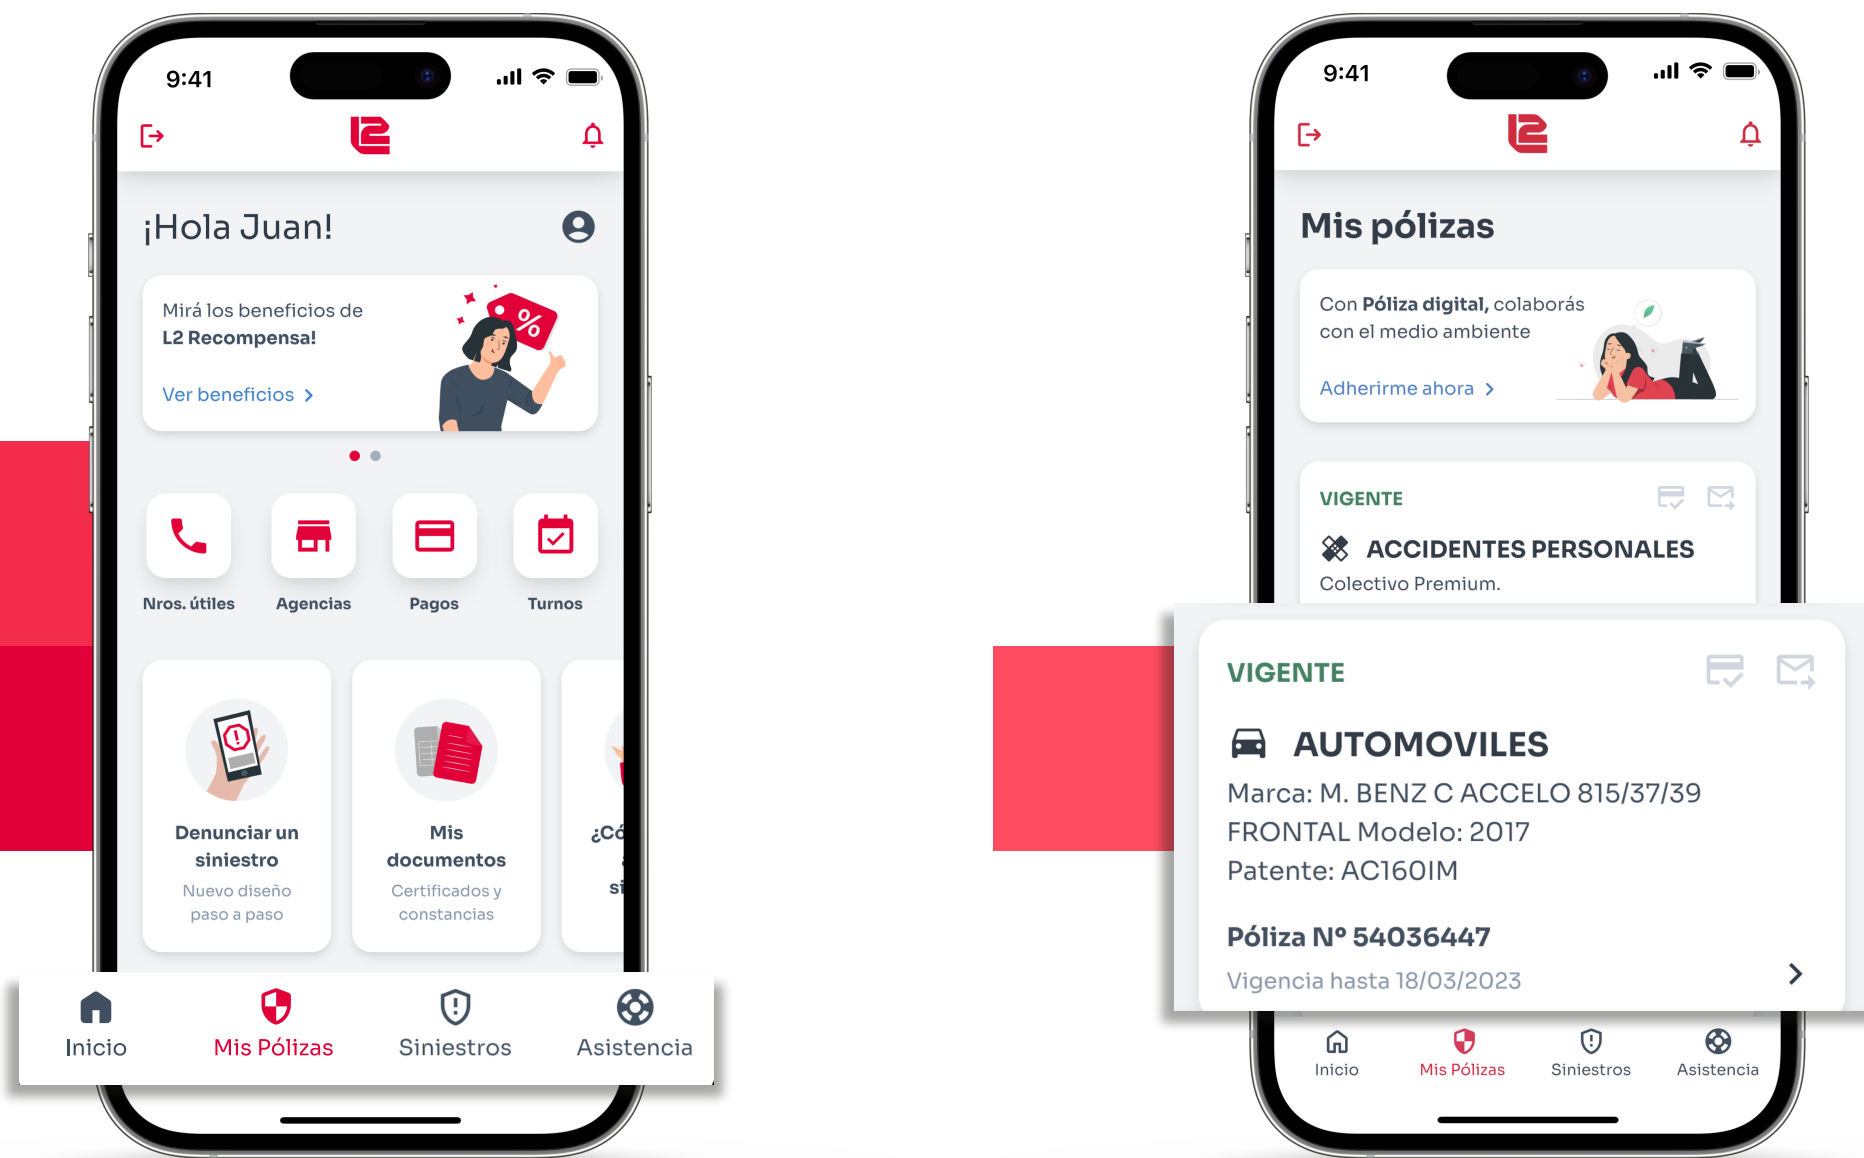 9:41
L2
¡Hola Juan!
Mirá los beneficios de
L2 Recompensa!
Ver beneficios
%
Nros. útiles
Agencias
Pagos
Turnos
Denunciar un
siniestro
Nuevo diseño
paso a paso
Mis
documentos
Certificados y
constancias
¿Có
si
Inicio
Mis Pólizas
Siniestros
Asistencia
9:41
L2
Mis pólizas
Con Póliza digital, colaborás
con el medio ambiente
Adherirme ahora
VIGENTE
ACCIDENTES PERSONALES
Colectivo Premium.
VIGENTE
AUTOMOVILES
Marca: M. BENZ C ACCELO 815/37/39
FRONTAL Modelo: 2017
Patente: AC160IM
Póliza Nº 54036447
Vigencia hasta 18/03/2023
Inicio
Mis Pólizas
Siniestros
Asistencia